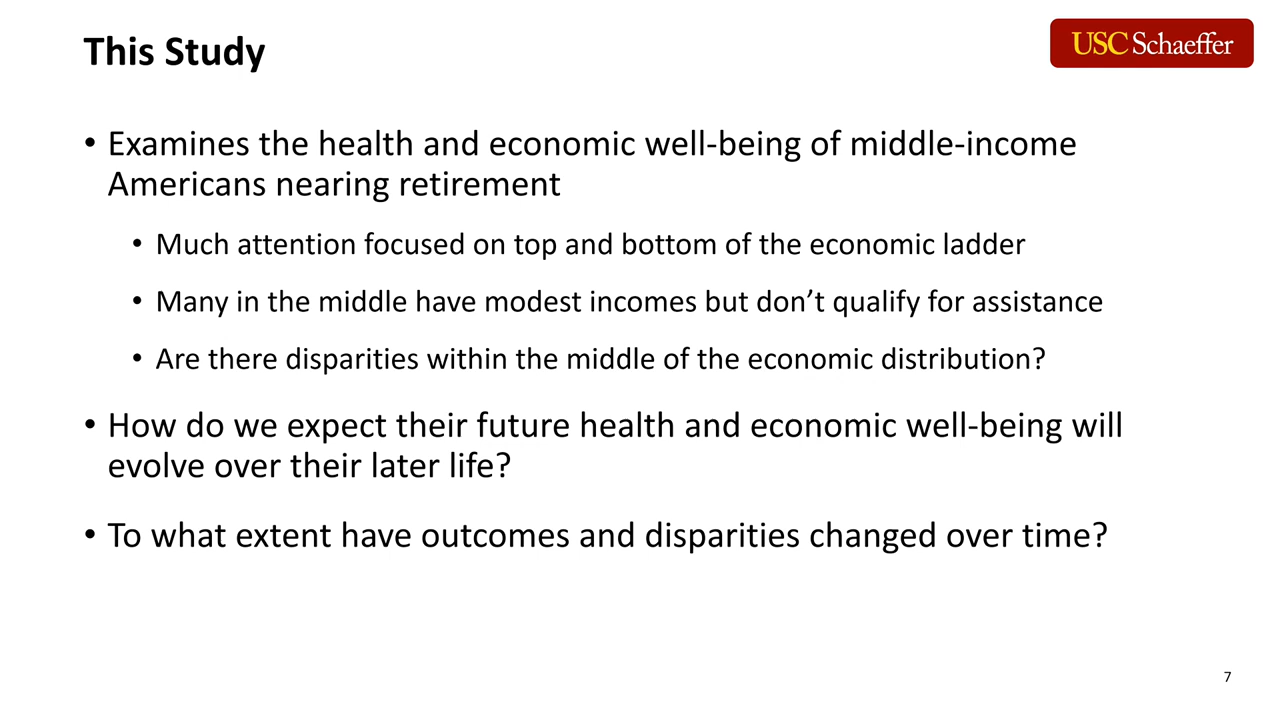 This Study
USC Schaeffer
• Examines the health and economic well-being of middle-income
Americans nearing retirement
• Much attention focused on top and bottom of the economic ladder
• Many in the middle have modest incomes but don’t qualify for assistance
• Are there disparities within the middle of the economic distribution?
• How do we expect their future health and economic well-being will
evolve over their later life?
• To what extent have outcomes and disparities changed over time?
7